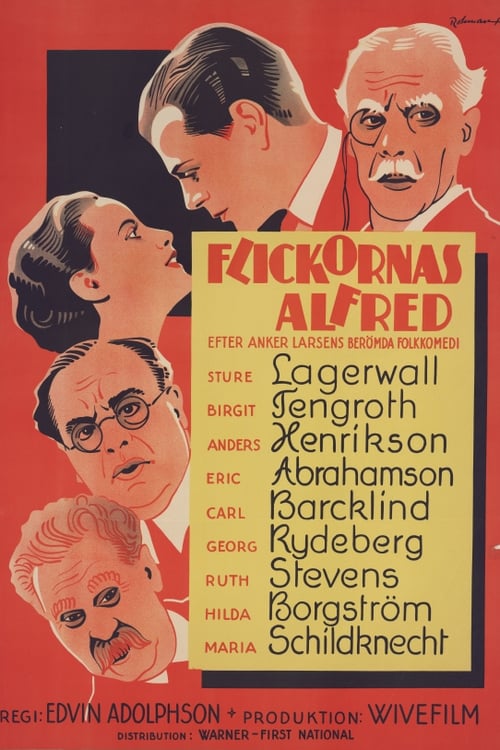 FLICKORNAS
ALFRED
EFTER ANKER LARSENS BERÖMDA FOLKKOMEDI
STURE Lagerwall
BIRGIT Tengroth
ANDERS Henrikson
ERIC Abrahamson
CARL Barcklind
GEORG Rydeberg
RUTH Stevens
HILDA Borgström
MARIA Schildknecht
REGI: EDVIN ADOLPHSON + PRODUKTION: WIVEFILM
DISTRIBUTION: WARNER-FIRST NATIONAL